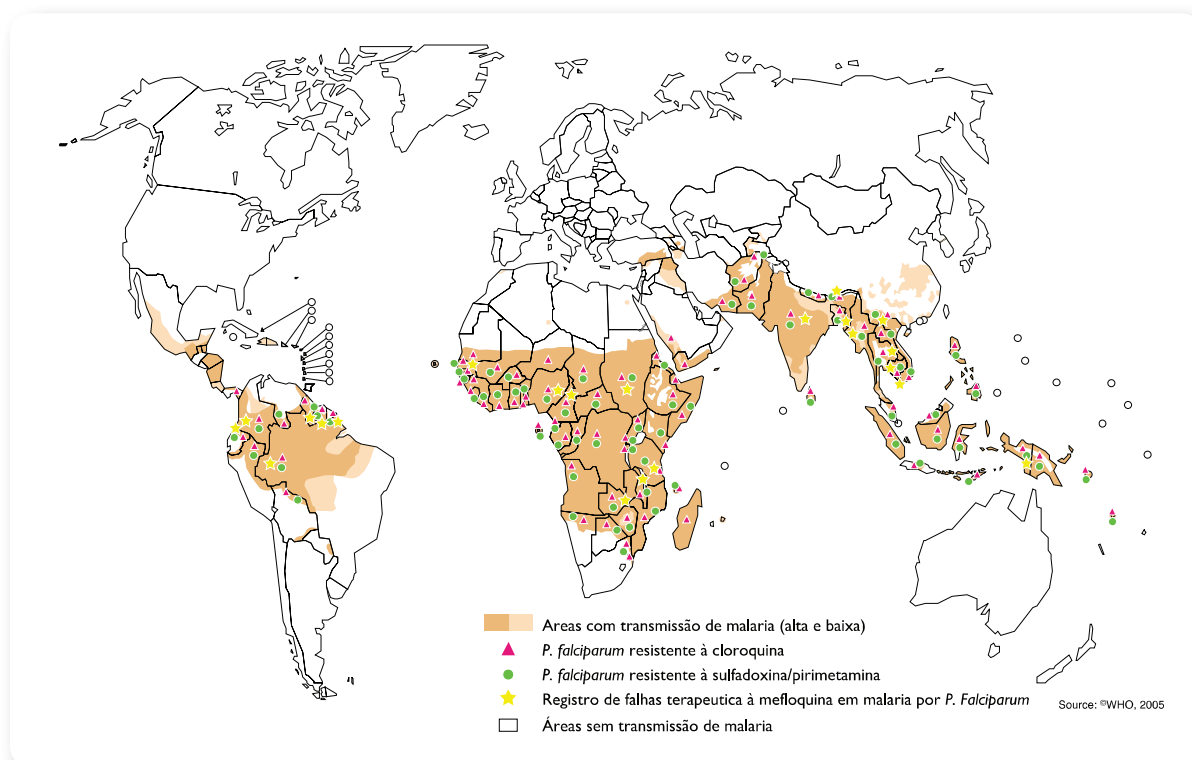 Areas com transmissão de malaria (alta e baixa)
P. falciparum resistente à cloroquina
P. falciparum resistente à sulfadoxina/pirimetamina
Registro de falhas terapeutica à mefloquina em malaria por P. Falciparum
Áreas sem transmissão de malaria
Source: ©WHO, 2005